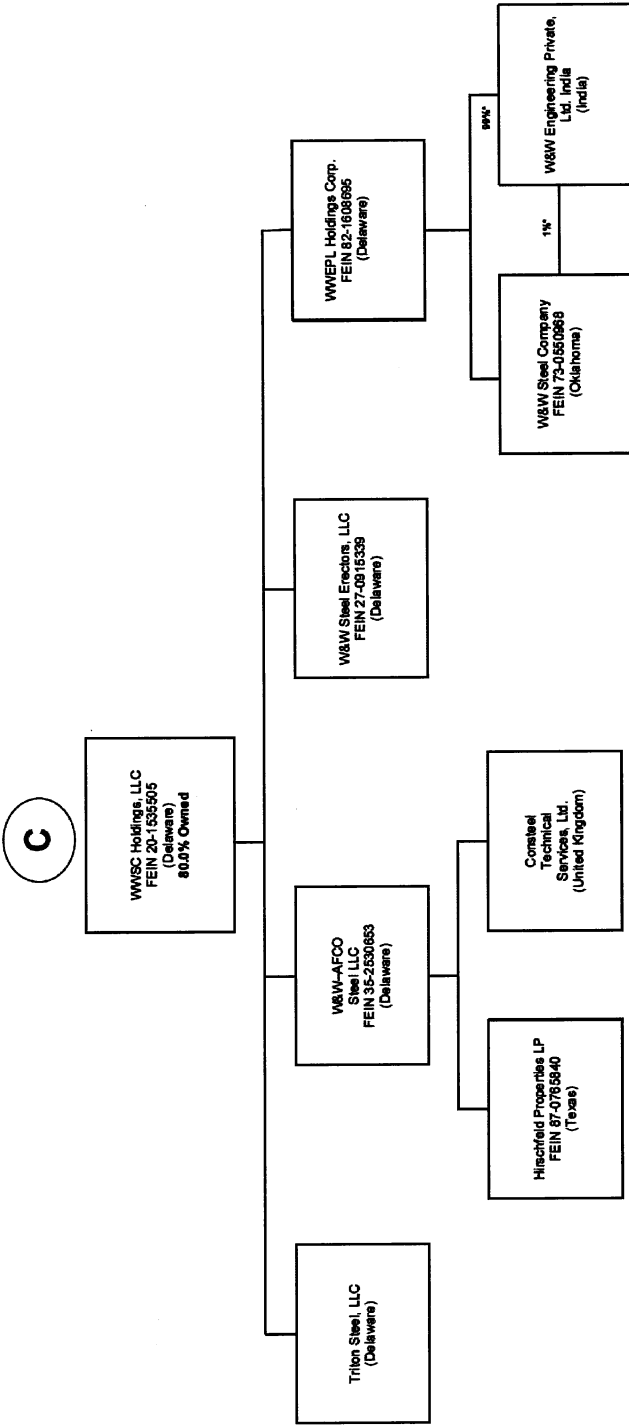 C
WWSC Holdings, LLC
FEIN 20-1535505
(Delaware)
80.0% Owned
Triton Steel, LLC
(Delaware)
W&W-AFCO
Steel LLC
FEIN 35-2530653
(Delaware)
W&W Steel Erectors, LLC
FEIN 27-0915339
(Delaware)
WWEPL Holdings Corp.
FEIN 82-1608695
(Delaware)
Hirschfeld Properties LP
FEIN 87-0765840
(Texas)
Consteel
Technical
Services, Ltd.
(United Kingdom)
W&W Steel Company
FEIN 73-0550968
(Oklahoma)
1%*
99%*
W&W Engineering Private,
Ltd. India
(India)